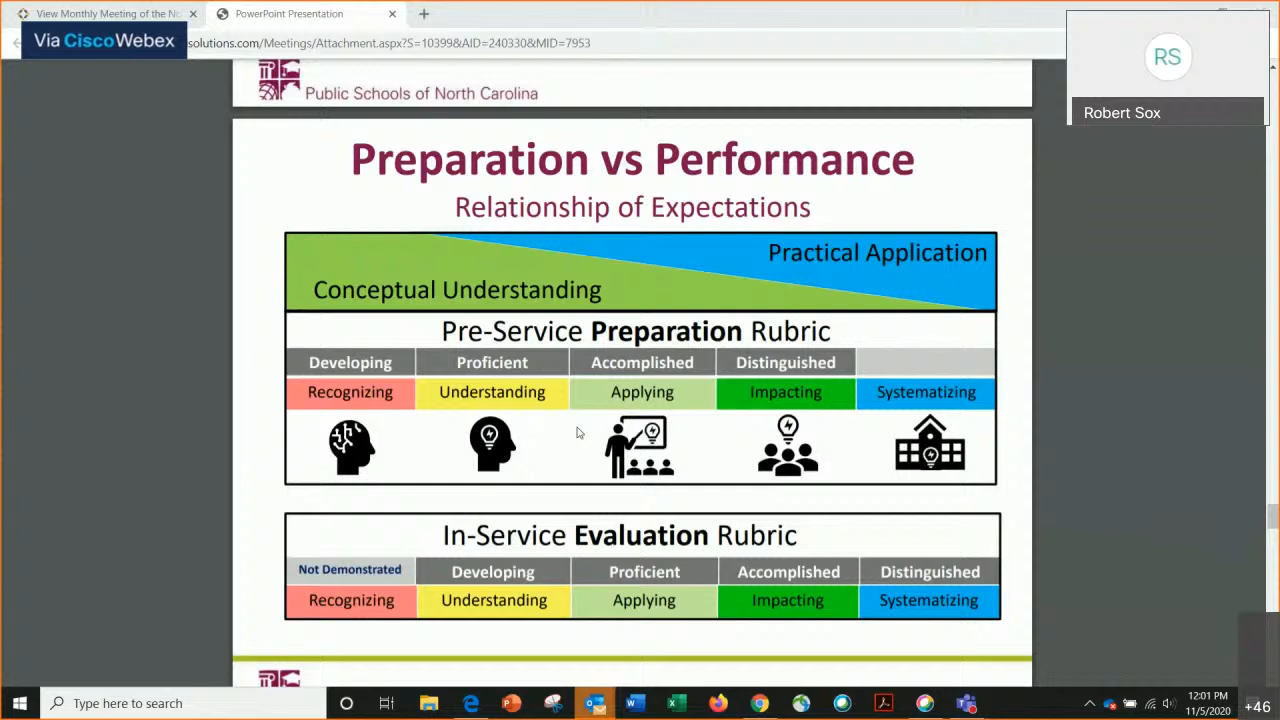 View Monthly Meeting of the No
PowerPoint Presentation
Via CiscoWebex
solutions.com/Meetings/Attachment.aspx?S=10399&AID=240330&MID=7953
RS
Robert Sox
Public Schools of North Carolina
Preparation vs Performance
Relationship of Expectations
Practical Application
Conceptual Understanding
Pre-Service Preparation Rubric
Developing Proficient Accomplished Distinguished
Recognizing Understanding Applying Impacting Systematizing
In-Service Evaluation Rubric
Not Demonstrated Developing Proficient Accomplished Distinguished
Recognizing Understanding Applying Impacting Systematizing
Type here to search
12:01 PM
11/5/2020
+46